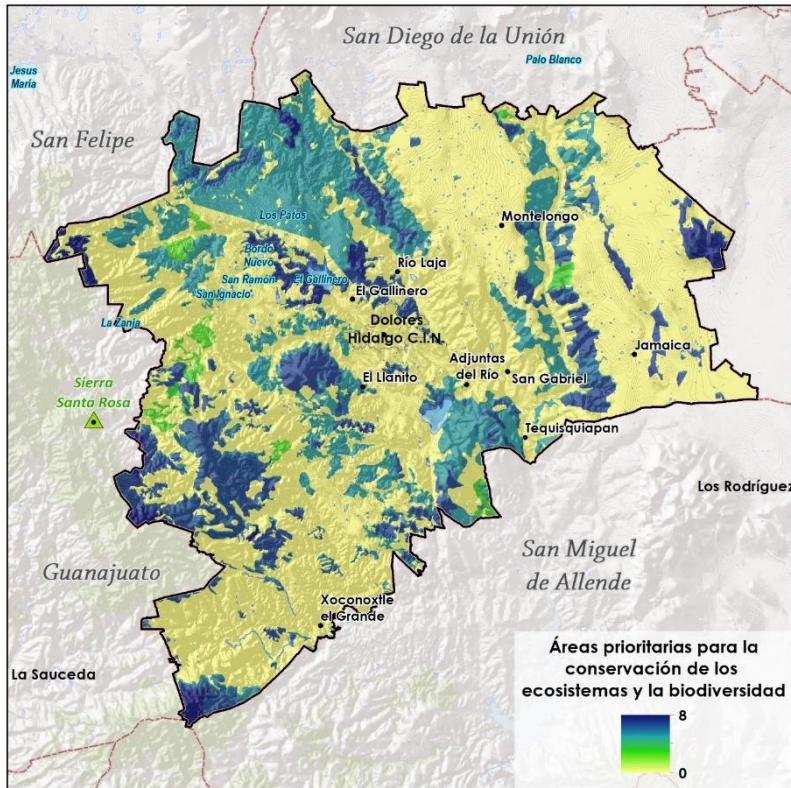 San Diego de la Unión
Palo Blanco
Jesus
María
San Felipe
Los Patos
Montelongo
Bordo
Nuevo
Río Laja
San Ramón
El Gallinero
San Ignacio
El Gallinero
La Zanja
Dolores
Hidalgo C.I.N.
Adjuntas
del Río
Jamaica
San Gabriel
El Llanito
Sierra
Santa Rosa
Tequisquiapan
Los Rodríguez
San Miguel
de Allende
Guanajuato
Xoconoxtle
el Grande
La Sauceda
Áreas prioritarias para la
conservación de los
ecosistemas y la biodiversidad
8
0